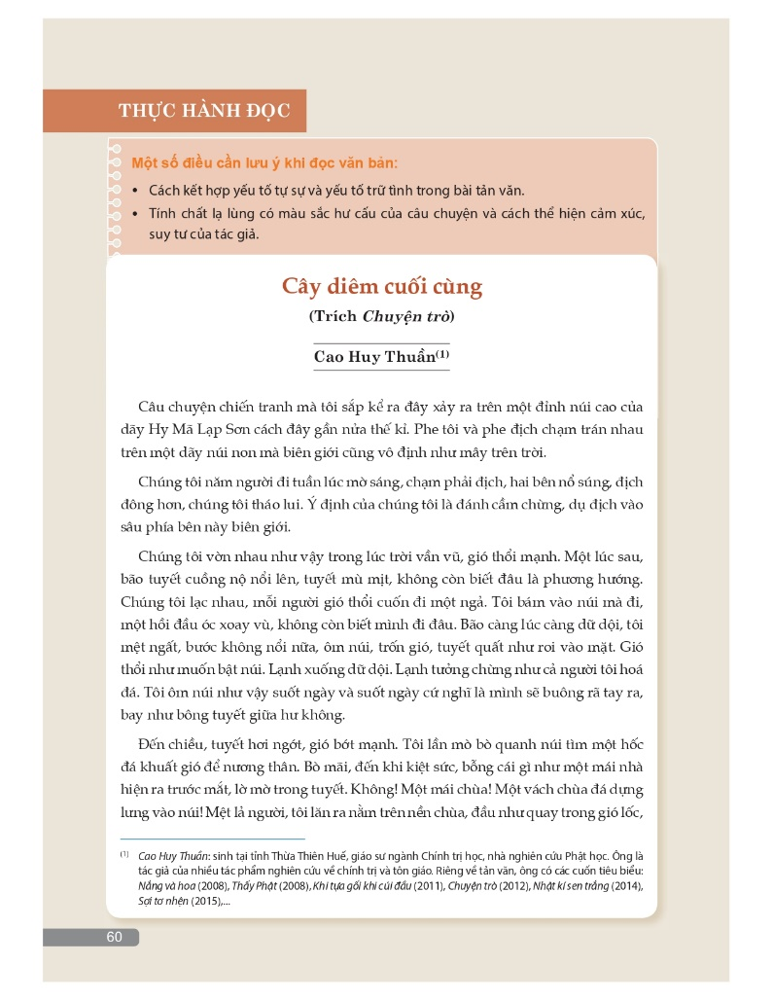 THỰC HÀNH ĐỌC
Một số điều cần lưu ý khi đọc văn bản:
• Cách kết hợp yếu tố tự sự và yếu tố trữ tình trong bài tản văn.
• Tính chất lạ lùng có màu sắc hư cấu của câu chuyện và cách thể hiện cảm xúc,
suy tư của tác giả.
Cây diêm cuối cùng
(Trích Chuyện trò)
Cao Huy Thuần(1)
Câu chuyện chiến tranh mà tôi sắp kể ra đây xảy ra trên một đỉnh núi cao của
dãy Hy Mã Lạp Sơn cách đây gần nửa thế kỉ. Phe tôi và phe địch chạm trán nhau
trên một dãy núi non mà biên giới cũng vô định như mây trên trời.
Chúng tôi năm người đi tuần lúc mờ sáng, chạm phải địch, hai bên nổ súng, địch
đông hơn, chúng tôi tháo lui. Ý định của chúng tôi là đánh cầm chừng, dụ địch vào
sâu phía bên này biên giới.
Chúng tôi vờn nhau như vậy trong lúc trời vần vũ, gió thổi mạnh. Một lúc sau,
bão tuyết cuồng nộ nổi lên, tuyết mù mịt, không còn biết đâu là phương hướng.
Chúng tôi lạc nhau, mỗi người gió thổi cuốn đi một ngả. Tôi bám vào núi mà đi,
một hồi đầu óc xoay vù, không còn biết mình đi đâu. Bão càng lúc càng dữ dội, tôi
mệt ngất, bước không nổi nữa, ôm núi, trốn gió, tuyết quất như roi vào mặt. Gió
thổi như muốn bật núi. Lạnh xuống dữ dội. Lạnh tưởng chừng như cả người tôi hoá
đá. Tôi ôm núi như vậy suốt ngày và suốt ngày cứ nghĩ là mình sẽ buông rã tay ra,
bay như bông tuyết giữa hư không.
Đến chiều, tuyết hơi ngớt, gió bớt mạnh. Tôi lần mò bò quanh núi tìm một hốc
đá khuất gió để nương thân. Bò mãi, đến khi kiệt sức, bỗng cái gì như một mái nhà
hiện ra trước mắt, lờ mờ trong tuyết. Không! Một mái chùa! Một vách chùa đá dựng
lưng vào núi! Mệt lả người, tôi lăn ra nằm trên nền chùa, đầu như quay trong gió lốc,
(1) Cao Huy Thuần: sinh tại tỉnh Thừa Thiên Huế, giáo sư ngành Chính trị học, nhà nghiên cứu Phật học. Ông là
tác giả của nhiều tác phẩm nghiên cứu về chính trị và tôn giáo. Riêng về tản văn, ông có các cuốn tiêu biểu:
Nắng và hoa (2008), Thấy Phật (2008), Khi tựa gối khi cúi đầu (2011), Chuyện trò (2012), Nhật kí sen trắng (2014),
Sợi tơ nhện (2015),...
60